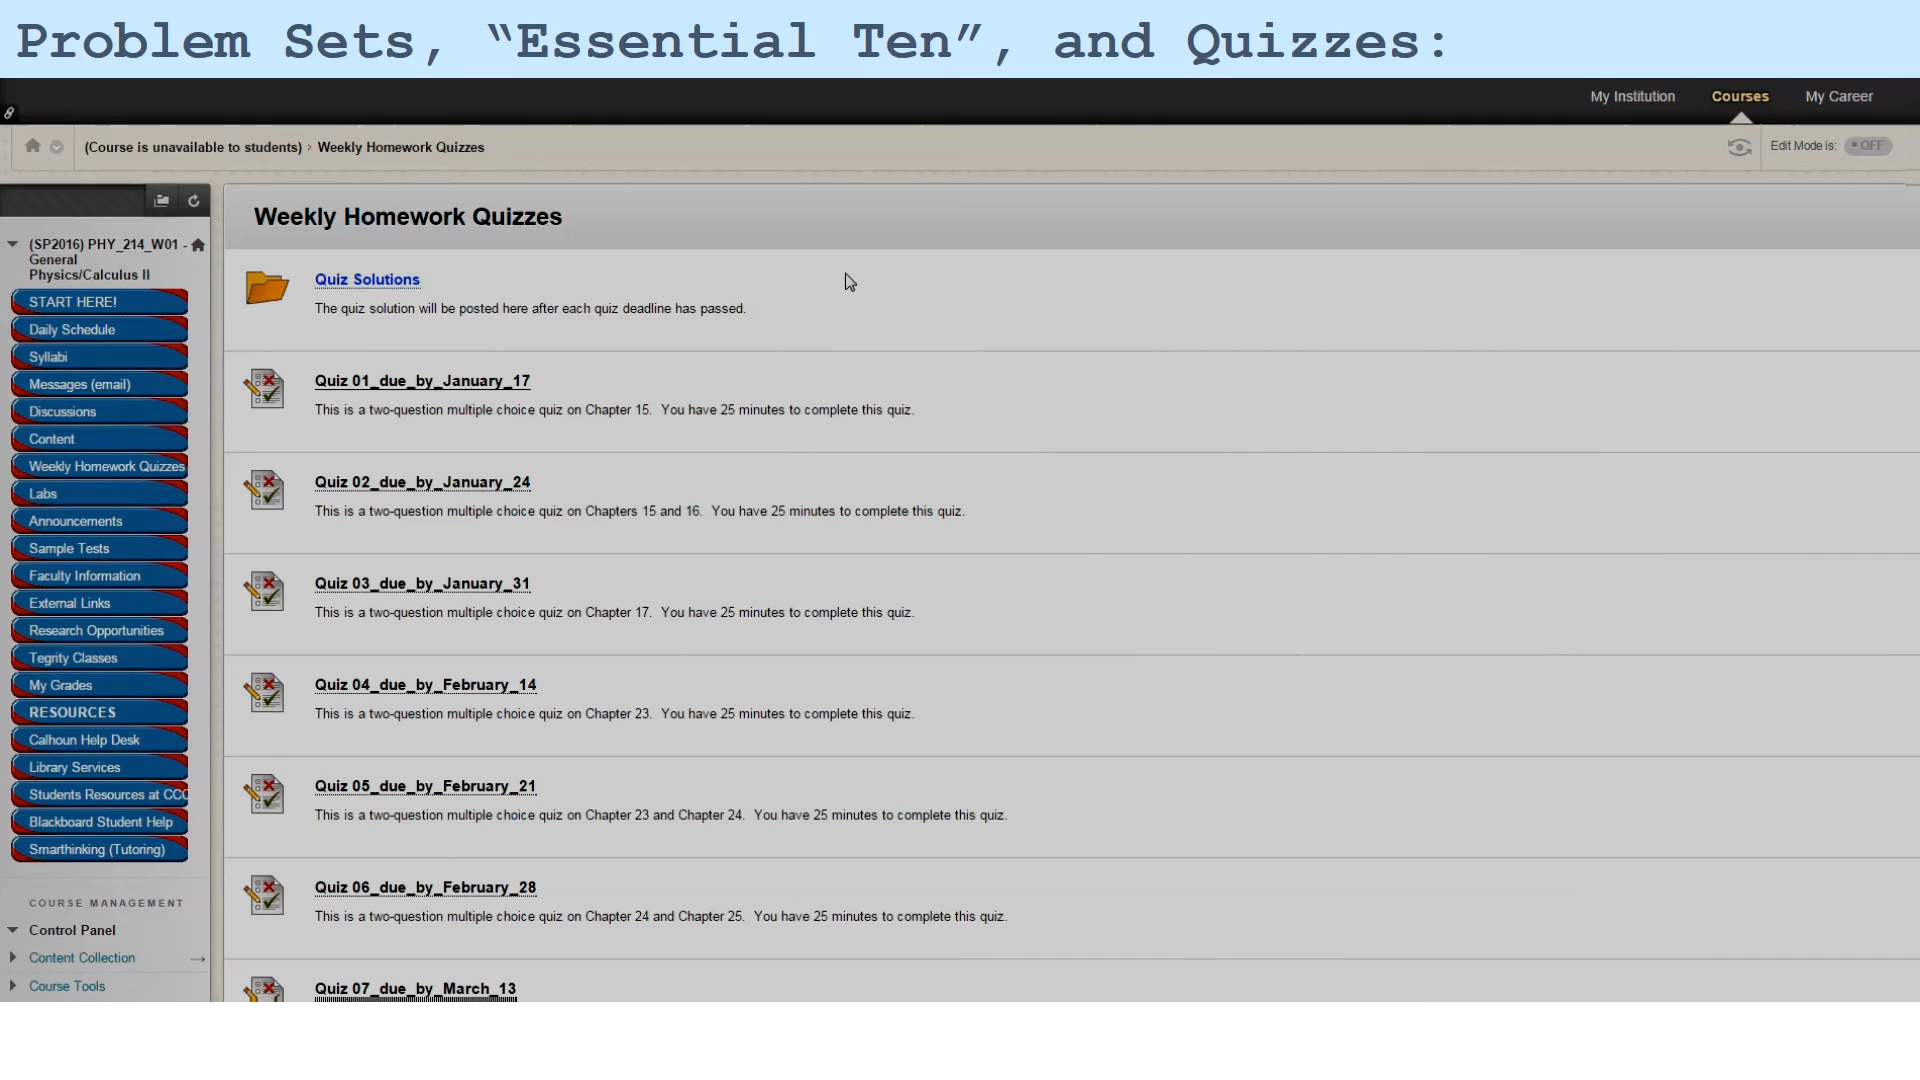 Problem Sets, “Essential Ten”, and Quizzes:
My Institution
Courses
My Career
(Course is unavailable to students) › Weekly Homework Quizzes
Edit Mode is:
• OFF
(SP2016) PHY_214_W01 -
General
Physics/Calculus II
START HERE!
Daily Schedule
Syllabi
Messages (email)
Discussions
Content
Weekly Homework Quizzes
Labs
Announcements
Sample Tests
Faculty Information
External Links
Research Opportunities
Tegrity Classes
My Grades
RESOURCES
Calhoun Help Desk
Library Services
Students Resources at CCC
Blackboard Student Help
Smarthinking (Tutoring)
COURSE MANAGEMENT
Control Panel
Content Collection
Course Tools
Weekly Homework Quizzes
Quiz Solutions
The quiz solution will be posted here after each quiz deadline has passed.
Quiz 01_due_by_January_17
This is a two-question multiple choice quiz on Chapter 15. You have 25 minutes to complete this quiz.
Quiz 02_due_by_January_24
This is a two-question multiple choice quiz on Chapters 15 and 16. You have 25 minutes to complete this quiz.
Quiz 03_due_by_January_31
This is a two-question multiple choice quiz on Chapter 17. You have 25 minutes to complete this quiz.
Quiz 04_due_by_February_14
This is a two-question multiple choice quiz on Chapter 23. You have 25 minutes to complete this quiz.
Quiz 05_due_by_February_21
This is a two-question multiple choice quiz on Chapter 23 and Chapter 24. You have 25 minutes to complete this quiz.
Quiz 06_due_by_February_28
This is a two-question multiple choice quiz on Chapter 24 and Chapter 25. You have 25 minutes to complete this quiz.
Quiz 07_due_by_March_13